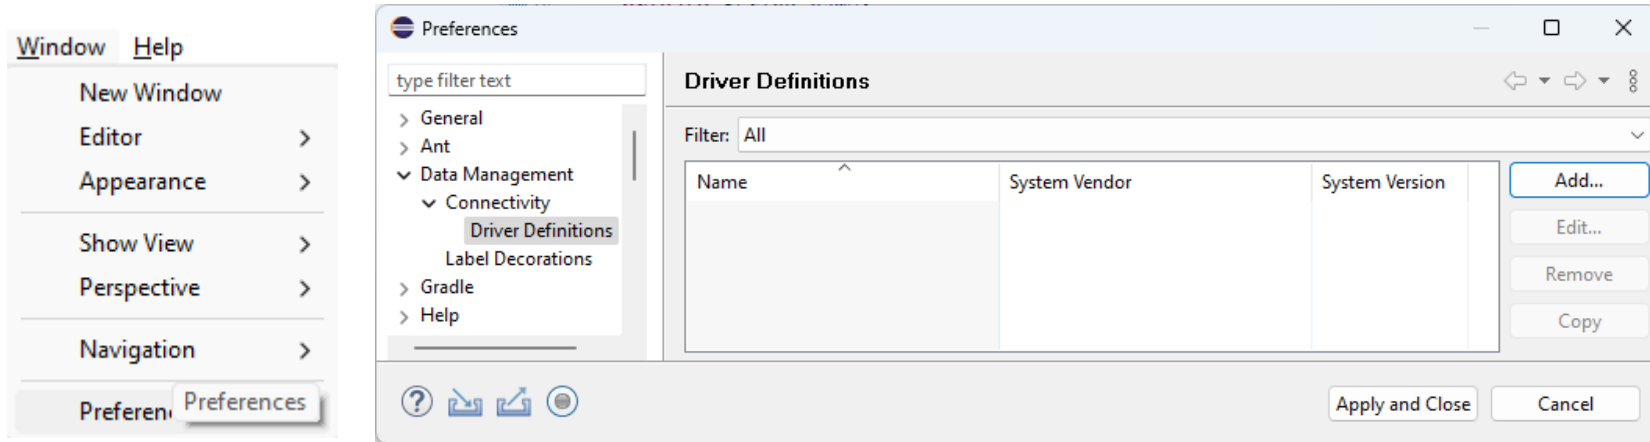 Window Help
New Window
Editor
Appearance
Show View
Perspective
Navigation
Preferen
Preferences
Preferences
type filter text
General
Ant
Data Management
Connectivity
Driver Definitions
Label Decorations
Gradle
Help
Driver Definitions
Filter: All
Name System Vendor System Version
Add...
Edit...
Remove
Copy
Apply and Close Cancel